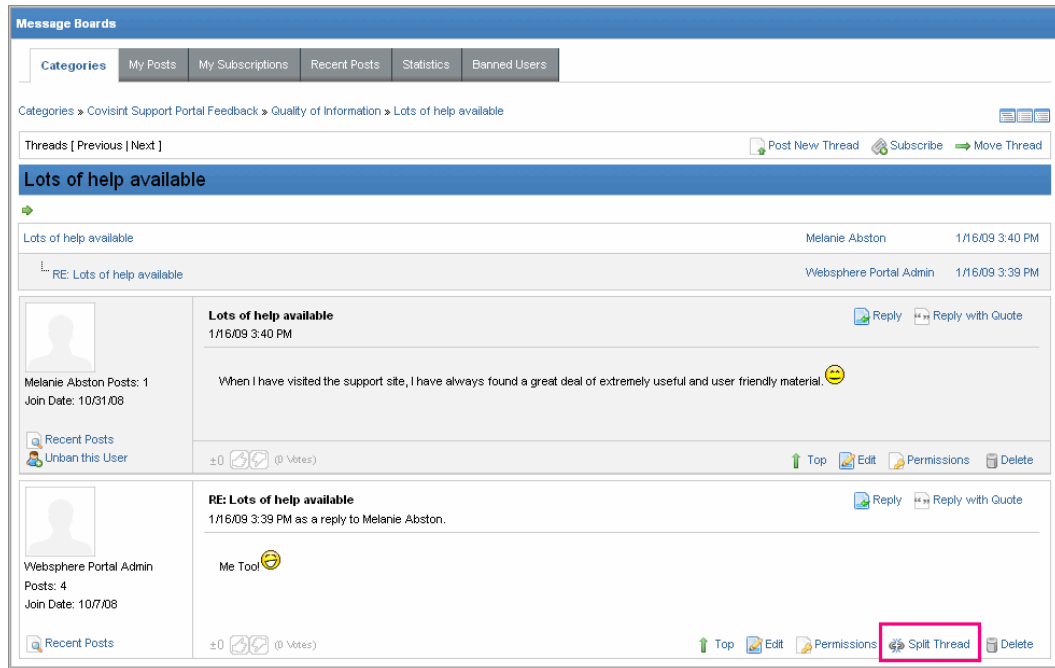 Message Boards
Categories My Posts My Subscriptions Recent Posts Statistics Banned Users
Categories » Covisint Support Portal Feedback » Quality of Information » Lots of help available
Threads [ Previous | Next ] Post New Thread Subscribe Move Thread
Lots of help available
Lots of help available Melanie Abston 1/16/09 3:40 PM
RE: Lots of help available Websphere Portal Admin 1/16/09 3:39 PM
Lots of help available Reply Reply with Quote
1/16/09 3:40 PM
When I have visited the support site, I have always found a great deal of extremely useful and user friendly material.
Melanie Abston Posts: 1
Join Date: 10/31/08
Recent Posts
Unban this User
±0 (0 Votes) Top Edit Permissions Delete
RE: Lots of help available Reply Reply with Quote
1/16/09 3:39 PM as a reply to Melanie Abston.
Me Too!
Websphere Portal Admin
Posts: 4
Join Date: 10/7/08
Recent Posts
±0 (0 Votes) Top Edit Permissions Split Thread Delete